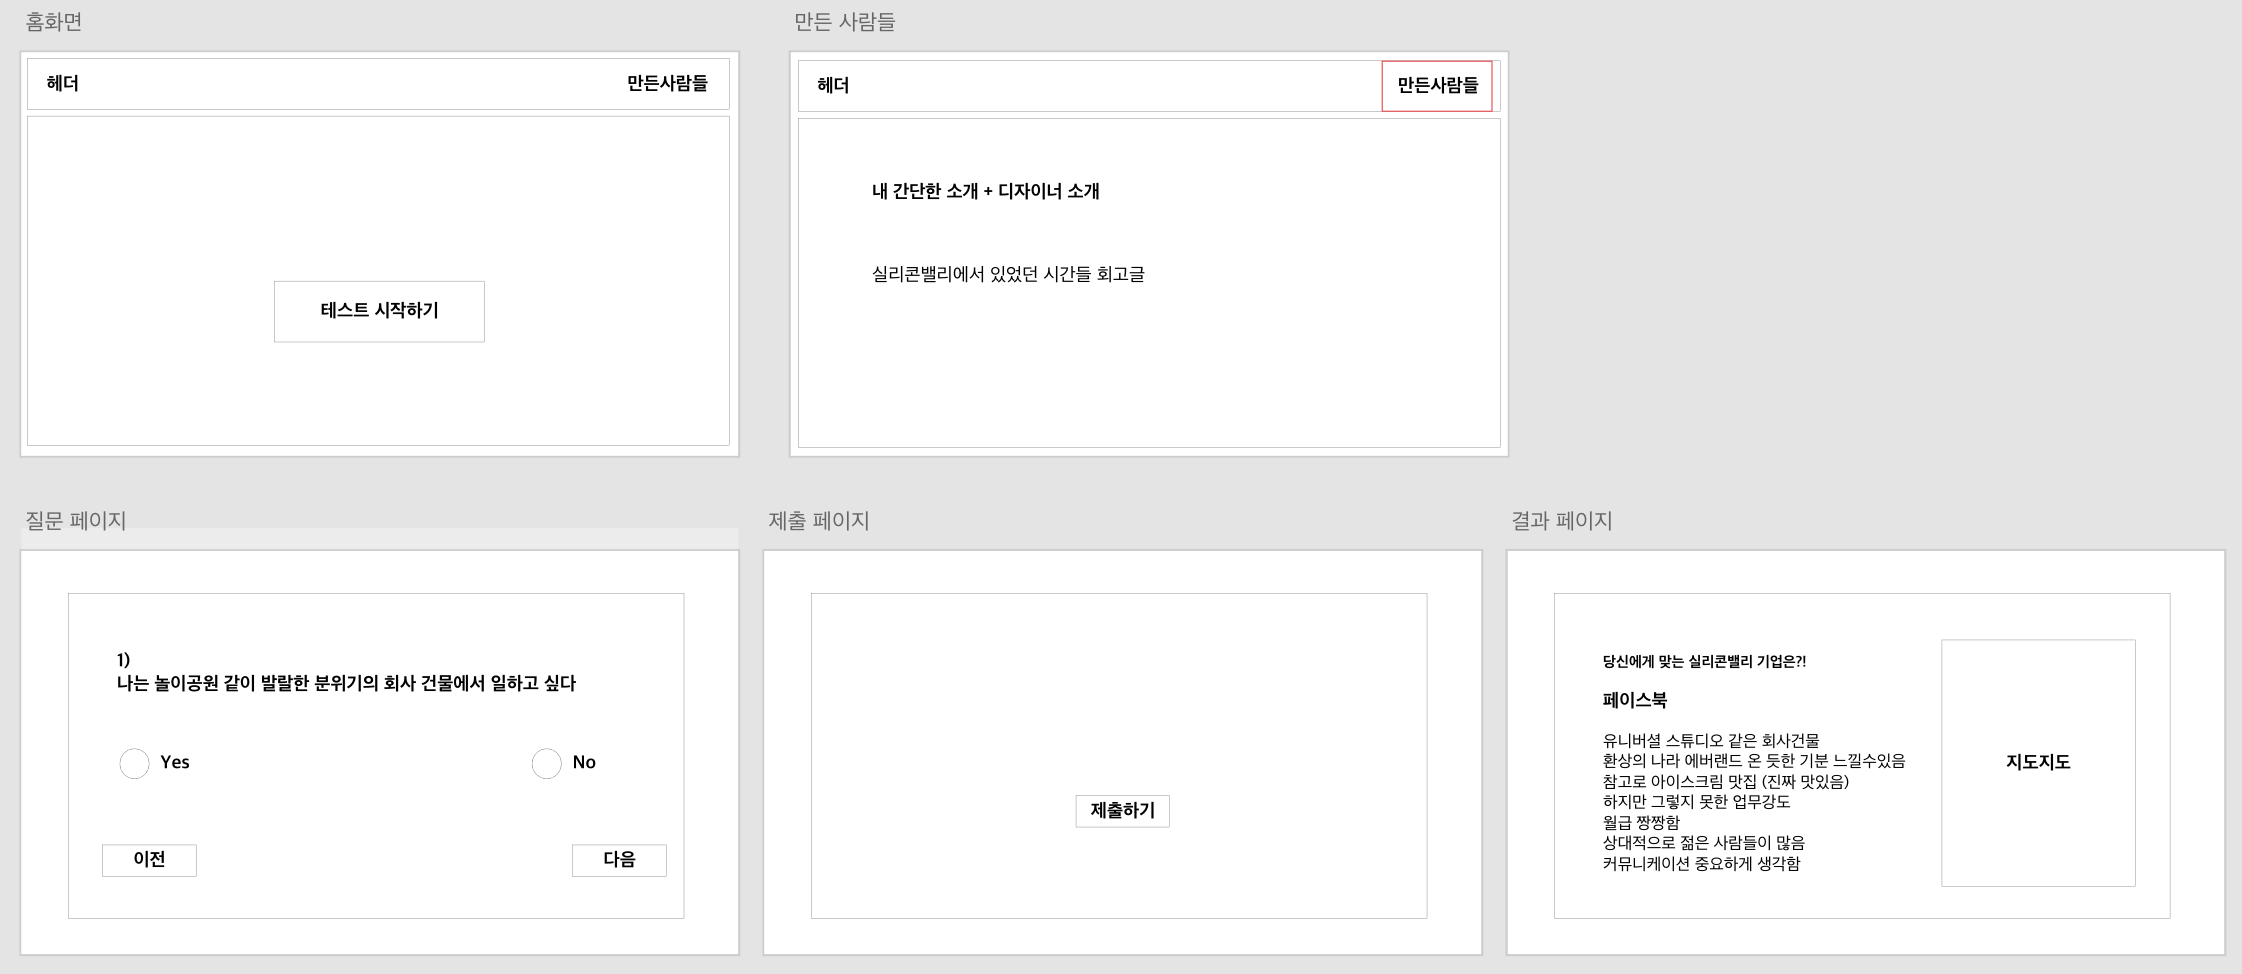 홈화면
헤더
만든사람들
테스트 시작하기
만든 사람들
헤더
만든사람들
내 간단한 소개 + 디자이너 소개
실리콘밸리에서 있었던 시간들 회고글
질문 페이지
1)
나는 놀이공원 같이 발랄한 분위기의 회사 건물에서 일하고 싶다
Yes
No
이전
다음
제출 페이지
제출하기
결과 페이지
당신에게 맞는 실리콘밸리 기업은?!
페이스북
유니버셜 스튜디오 같은 회사건물
환상의 나라 에버랜드 온 듯한 기분 느낄수있음
참고로 아이스크림 맛집 (진짜 맛있음)
하지만 그렇지 못한 업무강도
월급 짱짱함
상대적으로 젊은 사람들이 많음
커뮤니케이션 중요하게 생각함
지도지도